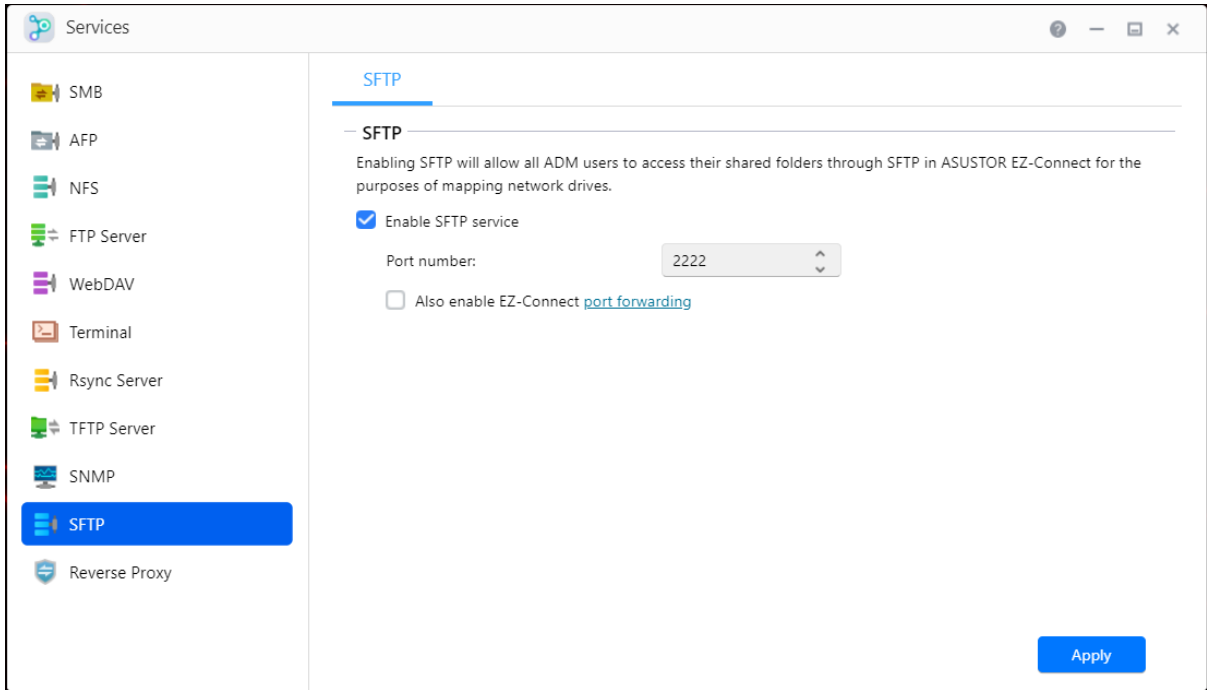 Services
SMB
AFP
NFS
FTP Server
WebDAV
Terminal
Rsync Server
TFTP Server
SNMP
SFTP
Reverse Proxy
SFTP
SFTP
Enabling SFTP will allow all ADM users to access their shared folders through SFTP in ASUSTOR EZ-Connect for the
purposes of mapping network drives.
Enable SFTP service
Port number: 2222
Also enable EZ-Connect port forwarding
Apply